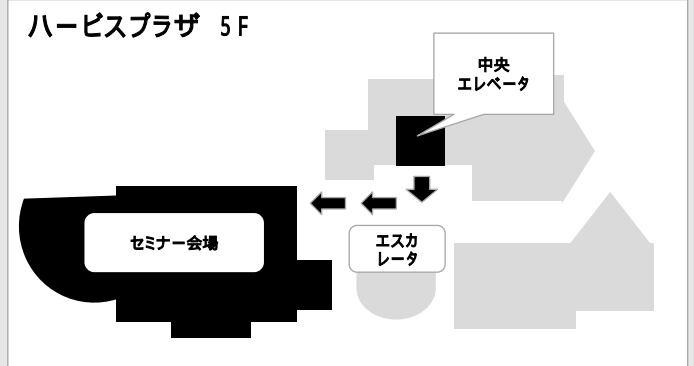 ハービスプラザ 5F
中央
エレベータ
セミナー会場
エスカ
レータ